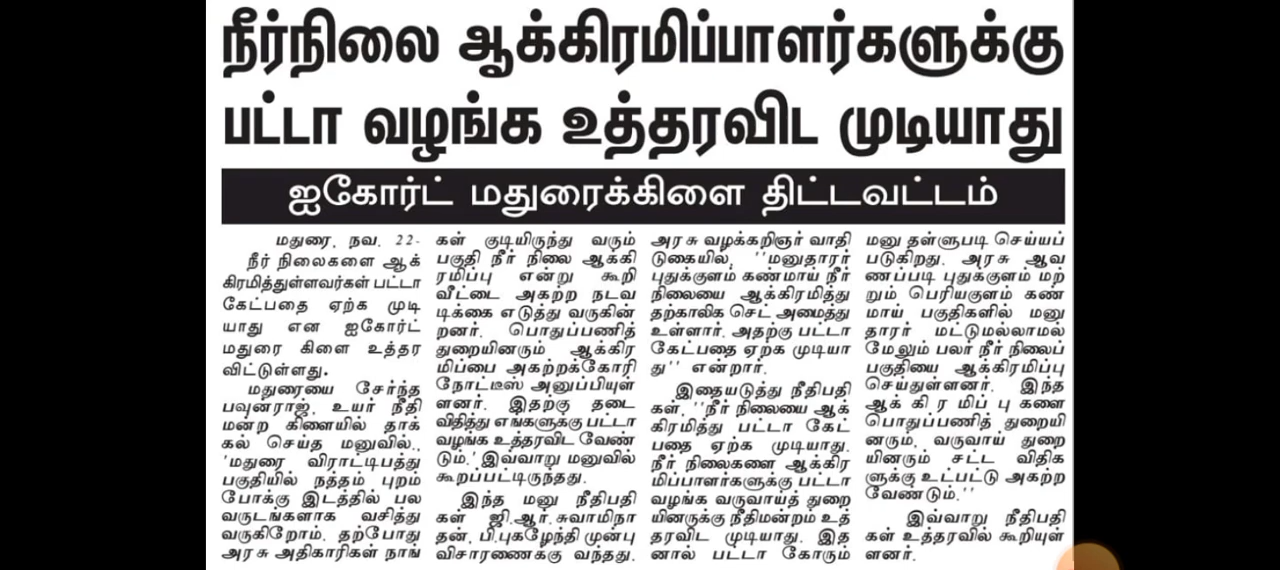 நீர்நிலை ஆக்கிரமிப்பாளர்களுக்கு
பட்டா வழங்க உத்தரவிட முடியாது
ஐகோர்ட் மதுரைக்கிளை திட்டவட்டம்
மதுரை, நவ. 22-
நீர் நிலைகளை ஆக்
கிரமித்துள்ளவர்கள் பட்டா
கேட்பதை ஏற்க முடி
யாது என ஐகோர்ட்
மதுரை கிளை உத்தர
விட்டுள்ளது.
மதுரையை சேர்ந்த
பவுனராஜ், உயர் நீதி
மன்ற கிளையில் தாக்
கல் செய்த மனுவில்,
'மதுரை விராட்டிபத்து
பகுதியில் நத்தம் புறம்
போக்கு இடத்தில் பல
வருடங்களாக வசித்து
வருகிறோம். தற்போது
அரசு அதிகாரிகள் நாங்
கள் குடியிருந்து வரும்
பகுதி நீர் நிலை ஆக்கி
ரமிப்பு என்று கூறி
வீட்டை அகற்ற நடவ
டிக்கை எடுத்து வருகின்
றனர். பொதுப்பணித்
துறையினரும் ஆக்கிர
மிப்பை அகற்றக்கோரி
நோட்டீஸ் அனுப்பியுள்
ளனர். இதற்கு தடை
விதித்து எங்களுக்கு பட்டா
வழங்க உத்தரவிட வேண்
டும்.' இவ்வாறு மனுவில்
கூறப்பட்டிருந்தது.
இந்த மனு நீதிபதி
கள் ஜி.ஆர்.சுவாமிநா
தன், பி.புகழேந்தி முன்பு
விசாரணைக்கு வந்தது.
அரசு வழக்கறிஞர் வாதி
டுகையில், ''மனுதாரர்
புதுக்குளம் கண்மாய் நீர்
நிலையை ஆக்கிரமித்து
தற்காலிக செட் அமைத்து
உள்ளார். அதற்கு பட்டா
கேட்பதை ஏற்க முடியா
து'' என்றார்.
இதையடுத்து நீதிபதி
கள், ''நீர் நிலையை ஆக்
கிரமித்து பட்டா கேட்
பதை ஏற்க முடியாது.
நீர் நிலைகளை ஆக்கிர
மிப்பாளர்களுக்கு பட்டா
வழங்க வருவாய்த் துறை
யினருக்கு நீதிமன்றம் உத்
தரவிட முடியாது. இத
னால் பட்டா கோரும்
மனு தள்ளுபடி செய்யப்
படுகிறது. அரசு ஆவ
ணப்படி புதுக்குளம் மற்
றும் பெரியகுளம் கண்
மாய் பகுதிகளில் மனு
தாரர் மட்டுமல்லாமல்
மேலும் பலர் நீர் நிலைப்
பகுதியை ஆக்கிரமிப்பு
செய்துள்ளனர். இந்த
ஆக்கிரமிப்புகளை
பொதுப்பணித் துறையி
னரும், வருவாய் துறை
யினரும் சட்ட விதிக
ளுக்கு உட்பட்டு அகற்ற
வேண்டும்.''
இவ்வாறு நீதிபதி
கள் உத்தரவில் கூறியுள்
ளனர்.